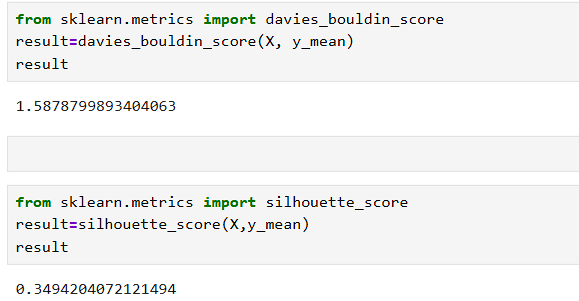 from sklearn.metrics import davies_bouldin_score
result=davies_bouldin_score(X, y_mean)
result
1.5878799893404063
from sklearn.metrics import silhouette_score
result=silhouette_score(X,y_mean)
result
0.3494204072121494